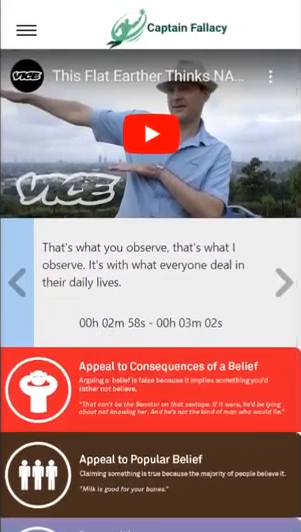 Captain Fallacy
VICE
This Flat Earther Thinks NA...
VICE
That's what you observe, that's what I
observe. It's with what everyone deal in
their daily lives.
00h 02m 58s - 00h 03m 02s
Appeal to Consequences of a Belief
Arguing a belief is false because it implies something you'd
rather not believe.
"That can't be the Senator on that sextape. If it were, he'd be lying
about not knowing her. And he's not the kind of man who would lie."
Appeal to Popular Belief
Claiming something is true because the majority of people believe it.
"Milk is good for your bones."